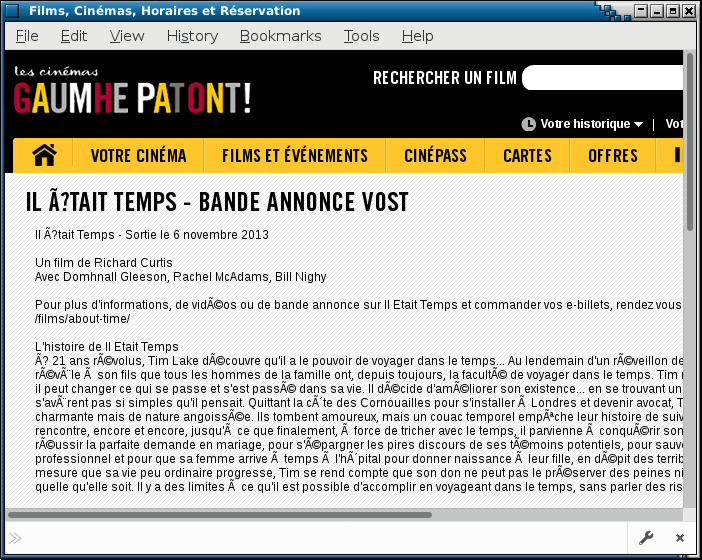 Films, Cinémas, Horaires et Réservation
File Edit View History Bookmarks Tools Help
les cinémas
GAUMHE PATONT!
RECHERCHER UN FILM
Votre historique | Vot
VOTRE CINÉMA FILMS ET ÉVÉNEMENTS CINÉPASS CARTES OFFRES
IL Ã?TAIT TEMPS - BANDE ANNONCE VOST
Il Ã?tait Temps - Sortie le 6 novembre 2013
Un film de Richard Curtis
Avec Domhnall Gleeson, Rachel McAdams, Bill Nighy
Pour plus d'informations, de vidÃ©os ou de bande annonce sur Il Etait Temps et commander vos e-billets, rendez vous
/films/about-time/
L'histoire de Il Etait Temps
Ã? 21 ans rÃ©volus, Tim Lake dÃ©couvre qu'il a le pouvoir de voyager dans le temps... Au lendemain d'un rÃ©veillon de
rÃ©vÃ¨le Ã  son fils que tous les hommes de la famille ont, depuis toujours, la facultÃ© de voyager dans le temps. Tim
il peut changer ce qui se passe et s'est passÃ© dans sa vie. Il dÃ©cide d'amÃ©liorer son existence... en se trouvant un
s'avÃ¨rent pas si simples qu'il pensait. Quittant la cÃ´te des Cornouailles pour s'installer Ã  Londres et devenir avocat, T
charmante mais de nature angoissÃ©e. Ils tombent amoureux, mais un couac temporel empÃªche leur histoire de suiv
rencontre, encore et encore, jusqu'Ã  ce que finalement, Ã  force de tricher avec le temps, il parvienne Ã  conquÃ©rir son
rÃ©ussir la parfaite demande en mariage, pour s'Ã©pargner les pires discours de ses tÃ©moins potentiels, pour sauve
professionnel et pour que sa femme arrive Ã  temps Ã  l'hÃ´pital pour donner naissance Ã  leur fille, en dÃ©pit des terrib
mesure que sa vie peu ordinaire progresse, Tim se rend compte que son don ne peut pas le prÃ©server des peines ni
quelle qu'elle soit. Il y a des limites Ã  ce qu'il est possible d'accomplir en voyageant dans le temps, sans parler des ris